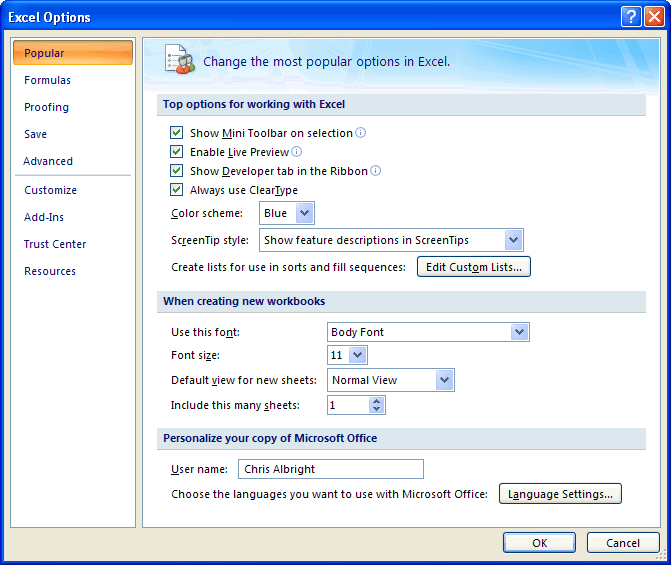 Excel Options
Popular
Formulas
Proofing
Save
Advanced
Customize
Add-Ins
Trust Center
Resources
Change the most popular options in Excel.
Top options for working with Excel
Show Mini Toolbar on selection
Enable Live Preview
Show Developer tab in the Ribbon
Always use ClearType
Color scheme: Blue
ScreenTip style: Show feature descriptions in ScreenTips
Create lists for use in sorts and fill sequences: Edit Custom Lists...
When creating new workbooks
Use this font: Body Font
Font size: 11
Default view for new sheets: Normal View
Include this many sheets: 1
Personalize your copy of Microsoft Office
User name: Chris Albright
Choose the languages you want to use with Microsoft Office: Language Settings...
OK Cancel